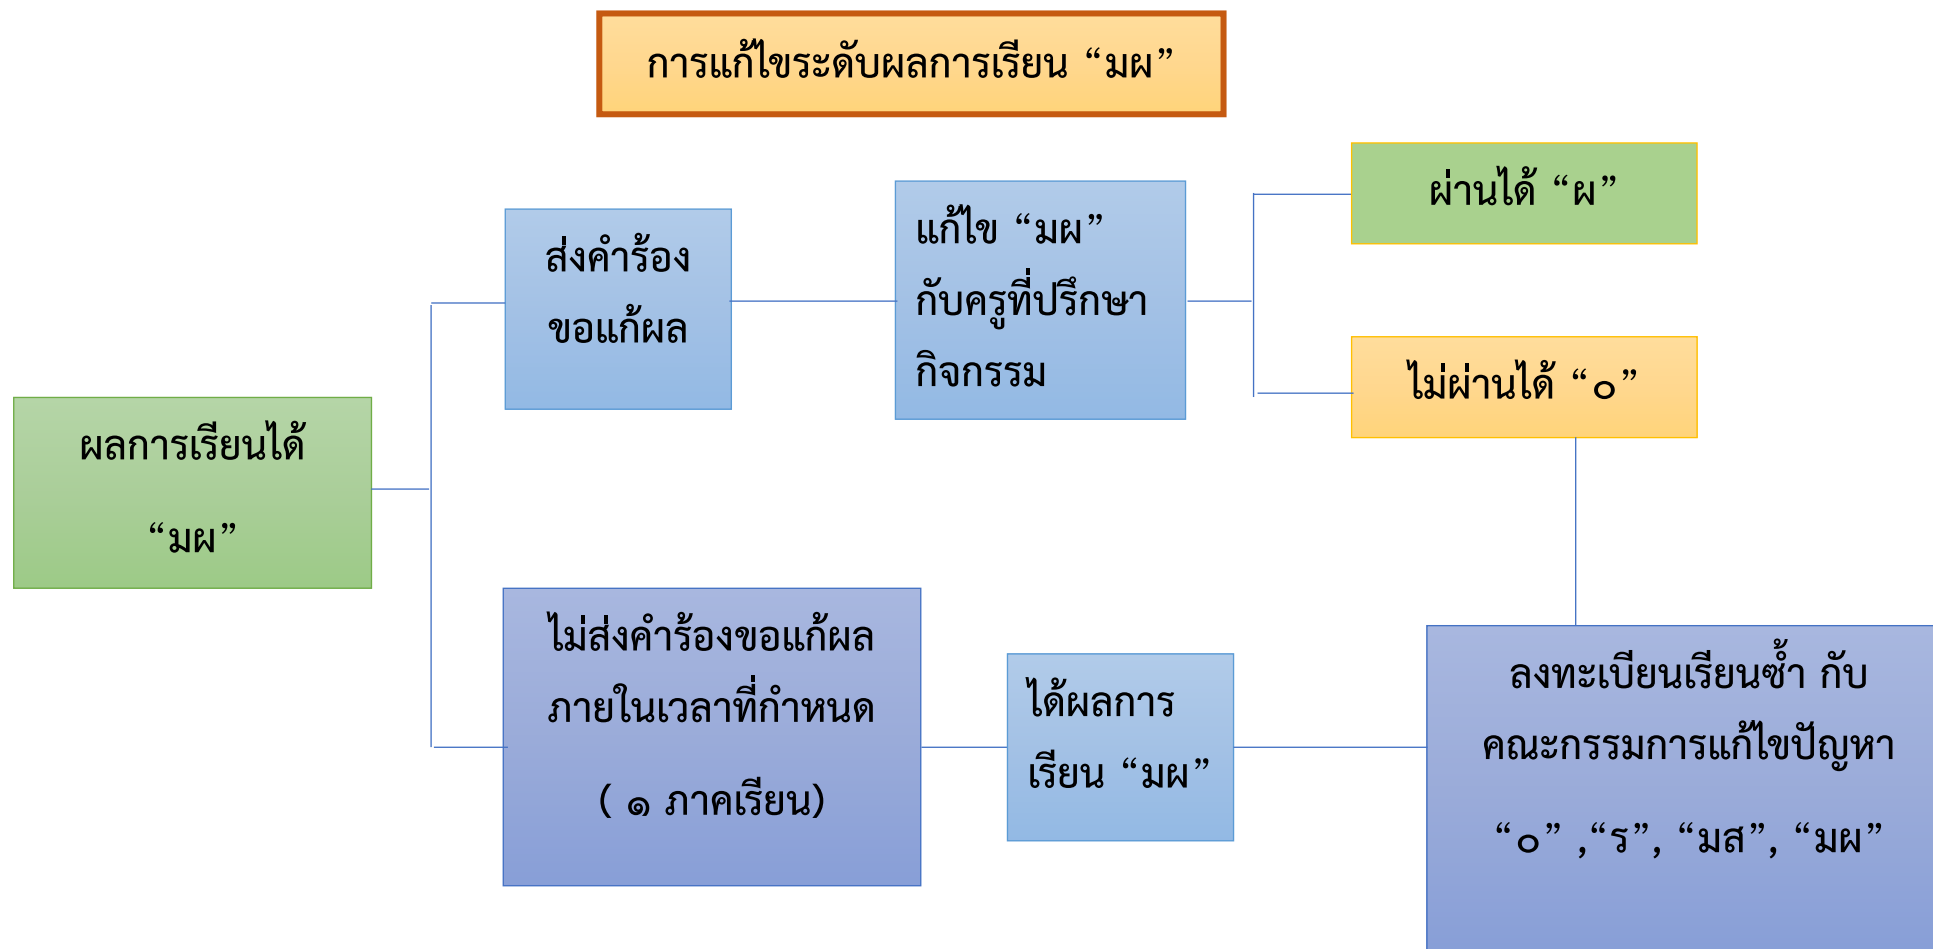 การแก้ไขระดับผลการเรียน “มผ”
ผลการเรียนได้
“มผ”
ส่งคำร้อง
ขอแก้ผล
แก้ไข “มผ”
กับครูที่ปรึกษา
กิจกรรม
ผ่านได้ “ผ”
ไม่ผ่านได้ “๐”
ไม่ส่งคำร้องขอแก้ผล
ภายในเวลาที่กำหนด
( ๑ ภาคเรียน)
ได้ผลการ
เรียน “มผ”
ลงทะเบียนเรียนซ้ำ กับ
คณะกรรมการแก้ไขปัญหา
“๐” ,“ร”, “มส”, “มผ”